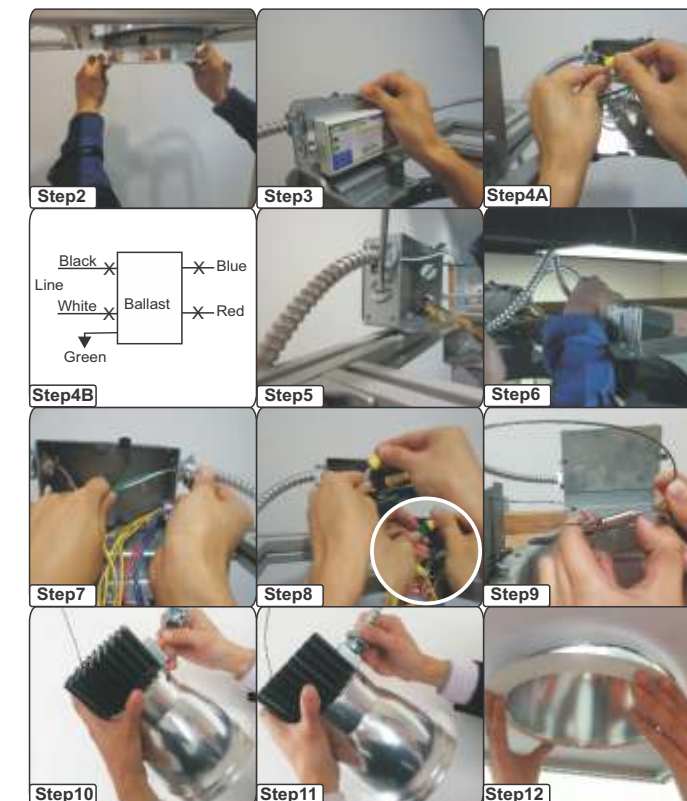 Step2
Step3
Step4A
Black
Line
White
Green
Ballast
Blue
Red
Step4B
Step5
Step6
Step7
Step8
Step9
Step10
Step11
Step12